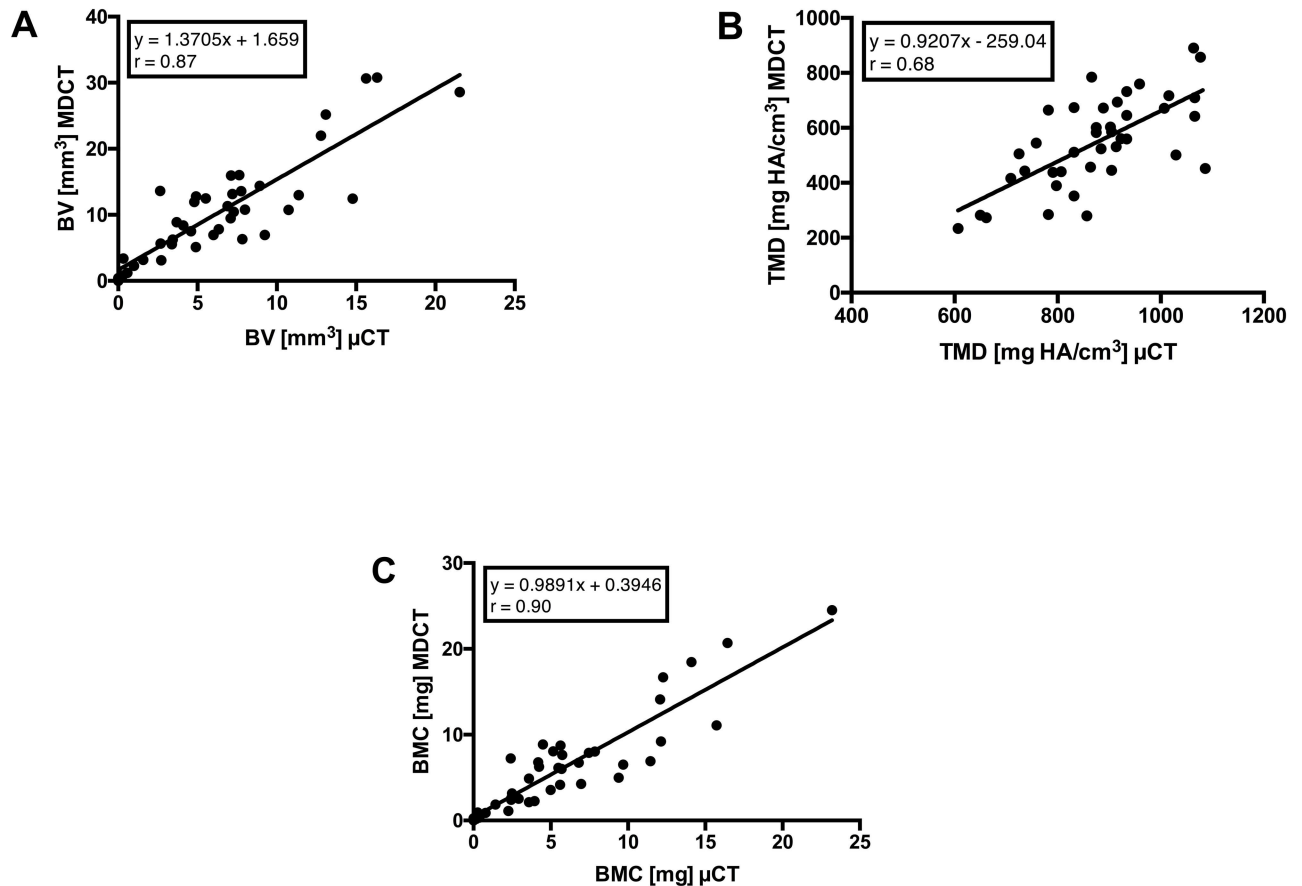 A
y = 1.3705x + 1.659
r = 0.87
40
30
20
10
0
BV [mm³] MDCT
0 5 10 15 20 25
BV [mm³] µCT
B
y = 0.9207x - 259.04
r = 0.68
1000
800
600
400
200
0
TMD [mg HA/cm³] MDCT
400 600 800 1000 1200
TMD [mg HA/cm³] µCT
C
y = 0.9891x + 0.3946
r = 0.90
30
20
10
0
BMC [mg] MDCT
0 5 10 15 20 25
BMC [mg] µCT